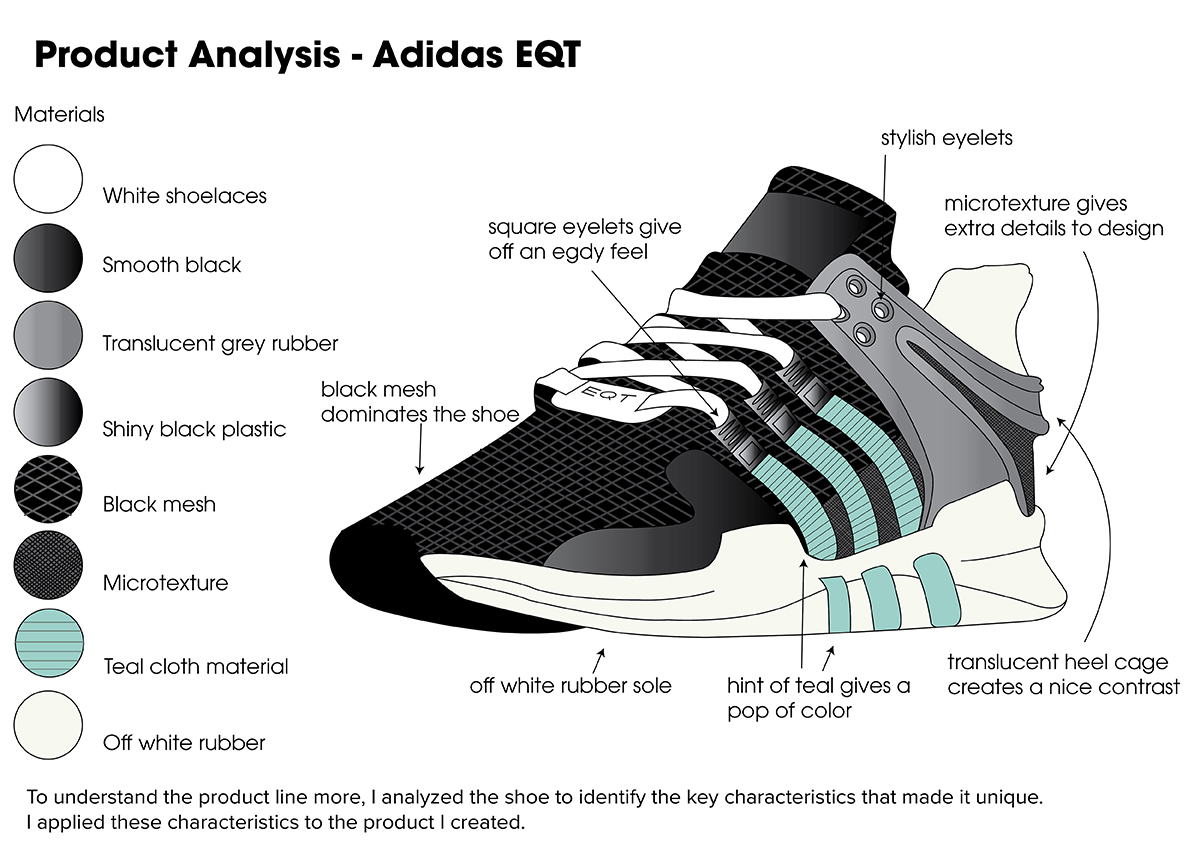 Product Analysis - Adidas EQT
Materials
White shoelaces
Smooth black
Translucent grey rubber
Shiny black plastic
Black mesh
Microtexture
Teal cloth material
Off white rubber
stylish eyelets
microtexture gives
extra details to design
square eyelets give
off an egdy feel
black mesh
dominates the shoe
EQT
off white rubber sole
hint of teal gives a
pop of color
translucent heel cage
creates a nice contrast
To understand the product line more, I analyzed the shoe to identify the key characteristics that made it unique.
I applied these characteristics to the product I created.